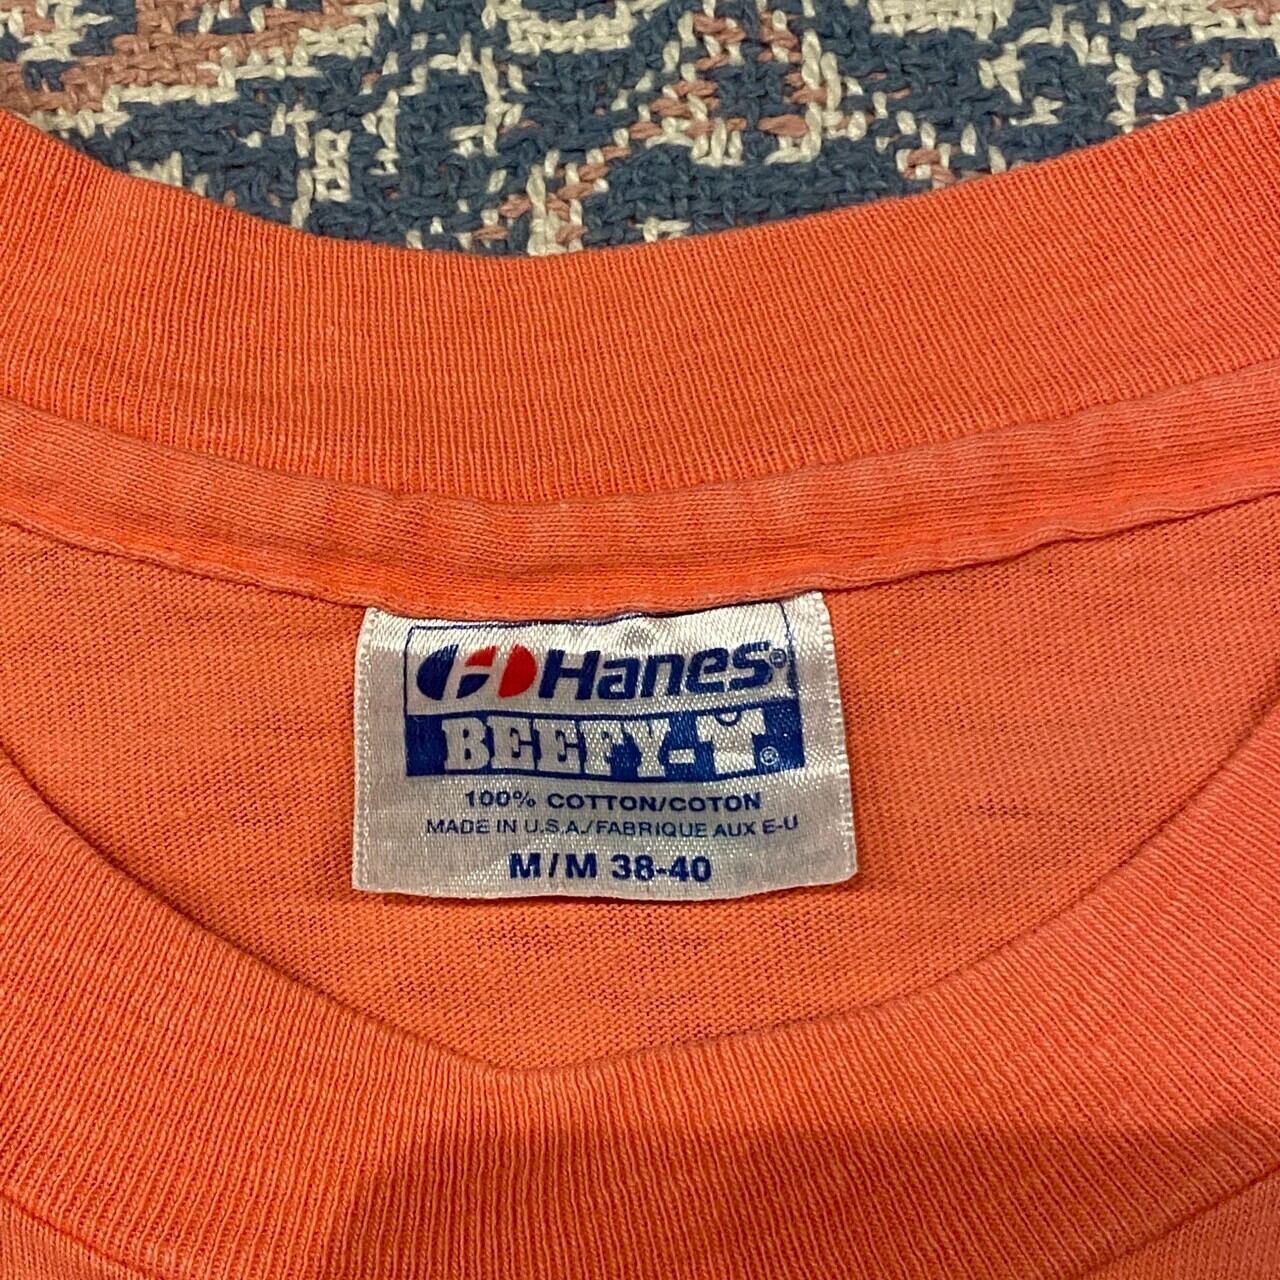 Hanes®
BEEFY-T®
100% COTTON/COTON
MADE IN U.S.A./FABRIQUE AUX E-U
M/M 38-40